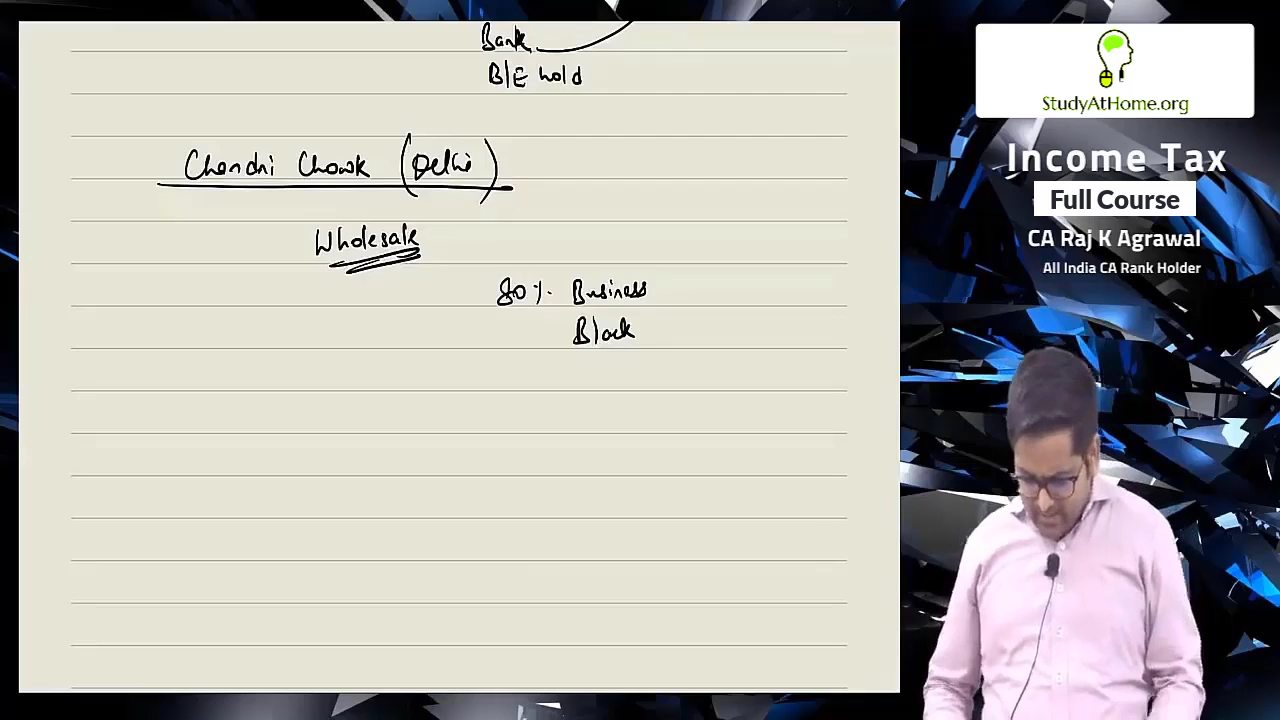 Bank
B/E hold
Chandni Chowk (Delhi)
Wholesale
80% Business
Black
StudyAtHome.org
Income Tax
Full Course
CA Raj K Agrawal
All India CA Rank Holder